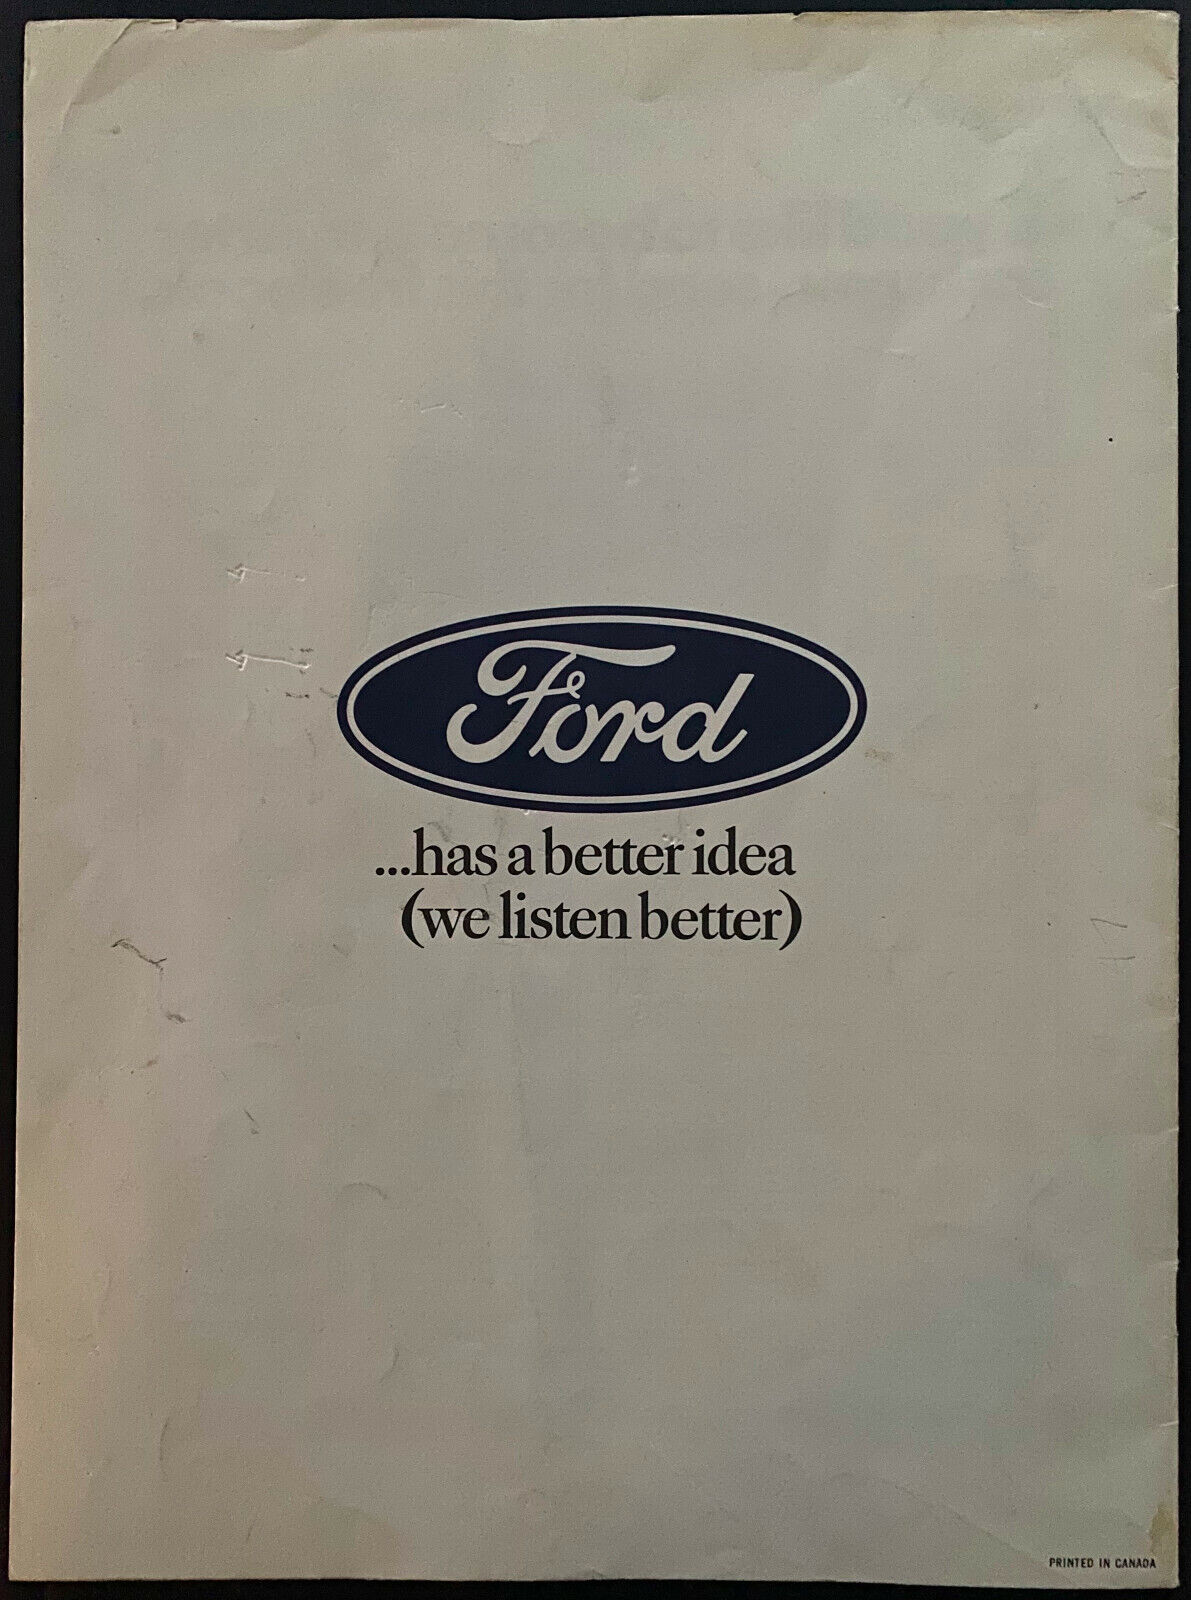 Ford
...has a better idea
(we listen better)
PRINTED IN CANADA